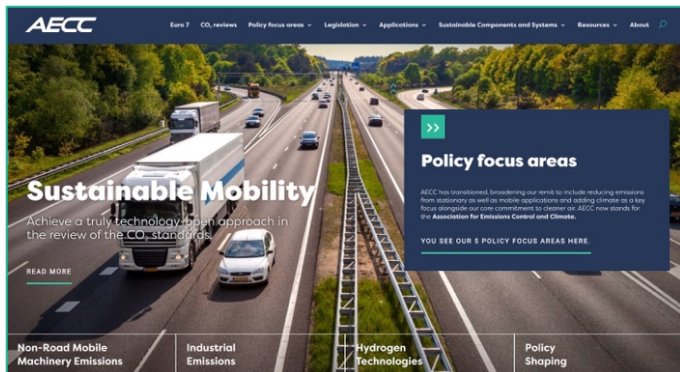 AECC
Euro 7 CO₂ reviews Policy focus areas Legislation Applications Sustainable Components and Systems Resources About
Policy focus areas
AECC has transitioned, broadening our remit to include reducing emissions
from stationary as well as mobile applications and adding climate as a key
focus alongside our core commitment to cleaner air. AECC now stands for
the Association for Emissions Control and Climate.
YOU SEE OUR 5 POLICY FOCUS AREAS HERE.
Sustainable Mobility
Achieve a truly technology-open approach in
the review of the CO₂ standards.
READ MORE
Non-Road Mobile
Machinery Emissions
Industrial
Emissions
Hydrogen
Technologies
Policy
Shaping